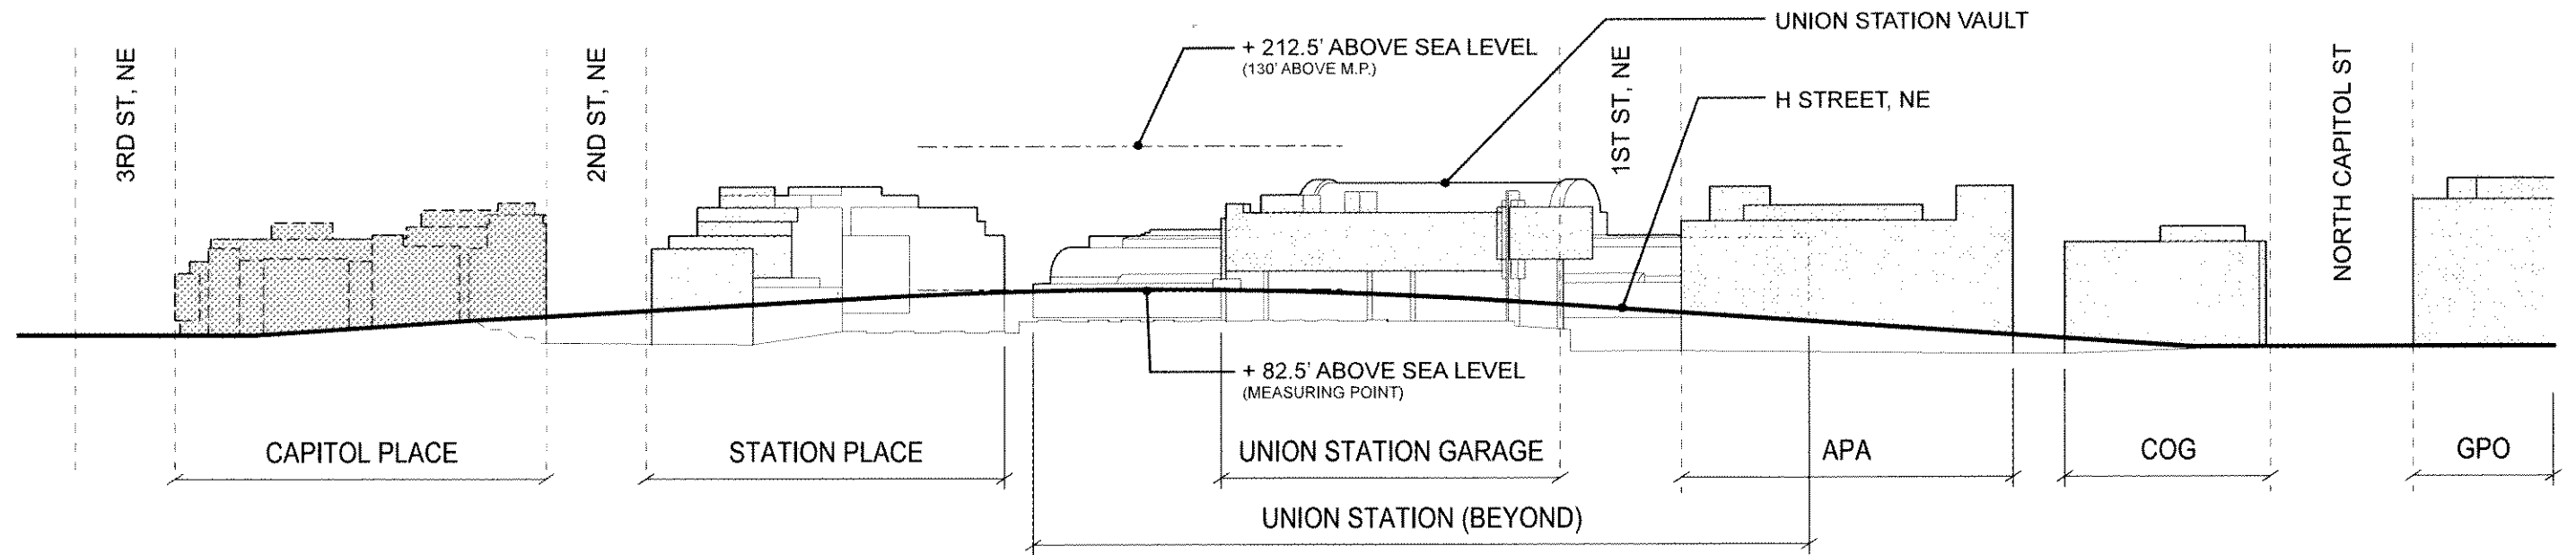 UNION STATION VAULT
+ 212.5' ABOVE SEA LEVEL
(130' ABOVE M.P.)
3RD ST, NE
2ND ST, NE
1ST ST, NE
NORTH CAPITOL ST
H STREET, NE
+ 82.5' ABOVE SEA LEVEL
(MEASURING POINT)
CAPITOL PLACE
STATION PLACE
UNION STATION GARAGE
APA
COG
GPO
UNION STATION (BEYOND)